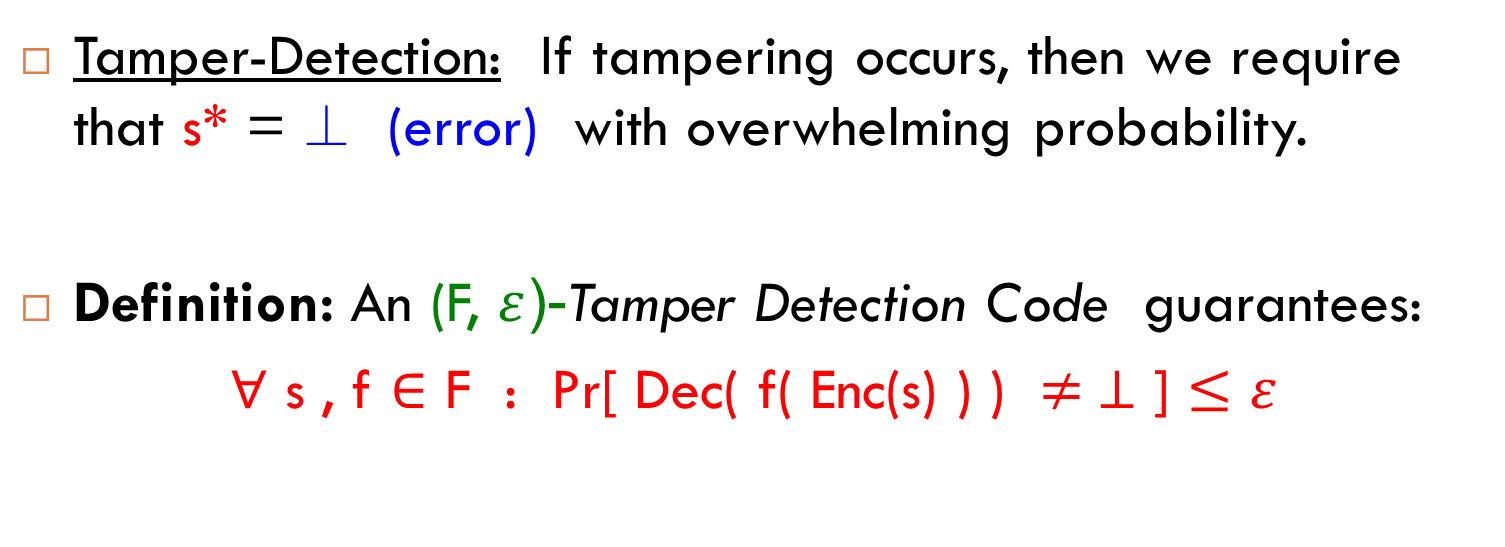 Tamper-Detection: If tampering occurs, then we require
that s* = ⊥ (error) with overwhelming probability.
Definition: An (F, ε)-Tamper Detection Code guarantees:
∀ s , f ∈ F : Pr[ Dec( f( Enc(s) ) ) ≠ ⊥ ] ≤ ε